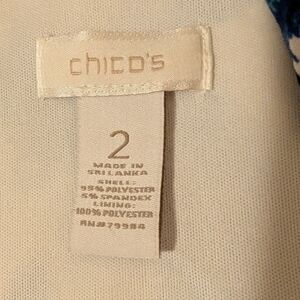 chico's
2
MADE IN
SRI LANKA
SHELL:
95% POLYESTER
5% SPANDEX
LINING:
100% POLYESTER
RN#79984